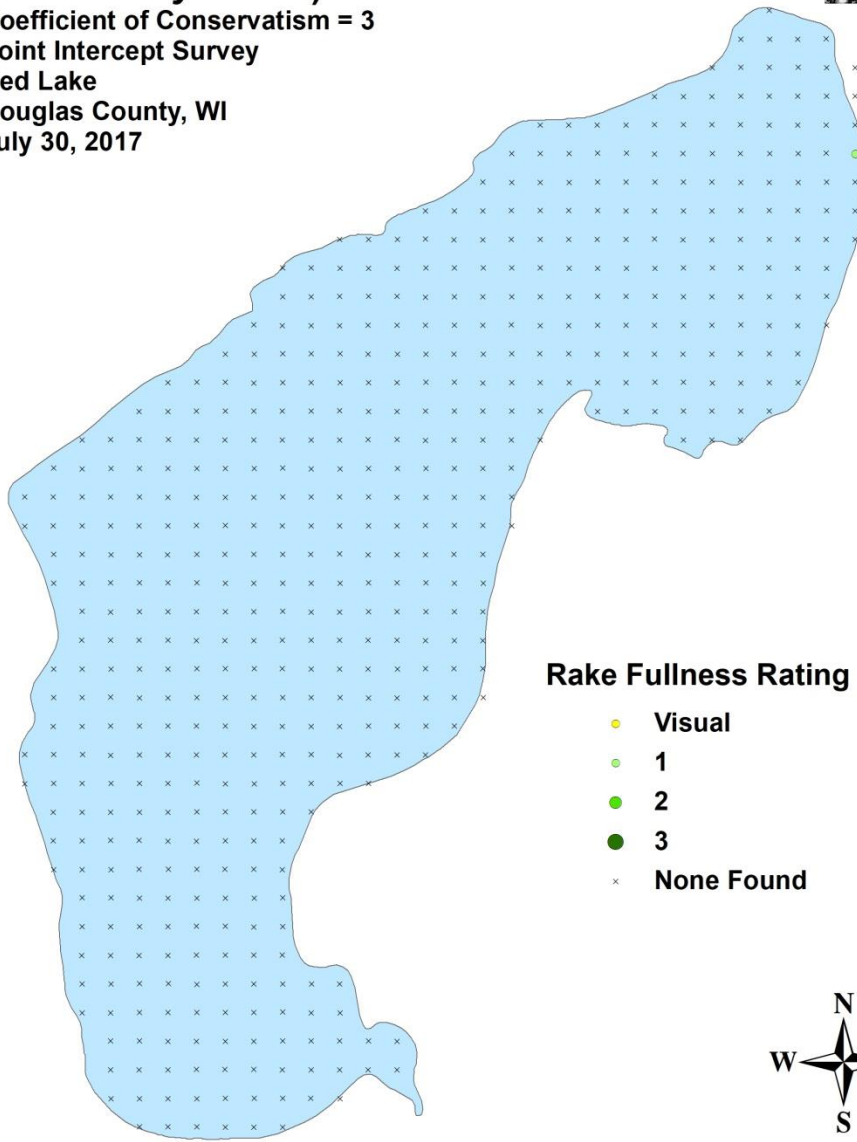 oefficient of Conservatism = 3
oint Intercept Survey
ed Lake
ouglas County, WI
uly 30, 2017
Rake Fullness Rating
Visual
1
2
3
None Found
N
W
S